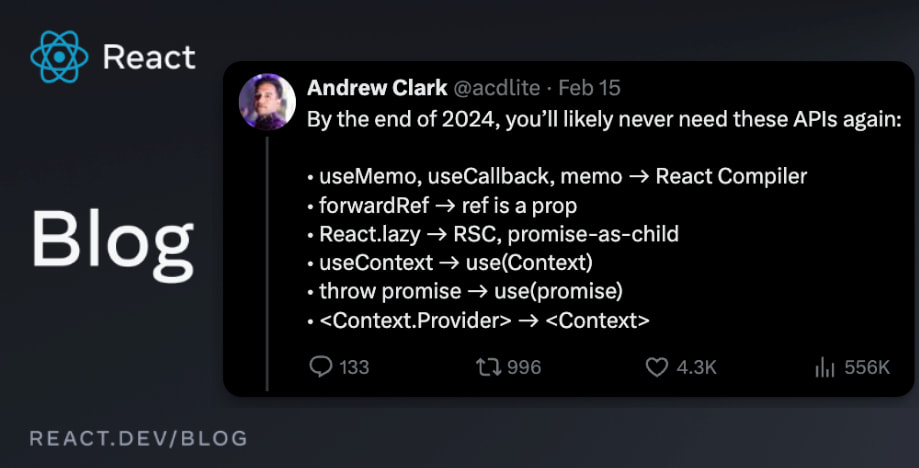 React
Andrew Clark @acdlite · Feb 15
By the end of 2024, you’ll likely never need these APIs again:
• useMemo, useCallback, memo → React Compiler
• forwardRef → ref is a prop
• React.lazy → RSC, promise-as-child
• useContext → use(Context)
• throw promise → use(promise)
• <Context.Provider> → <Context>
133 996 4.3K 556K
Blog
REACT.DEV/BLOG